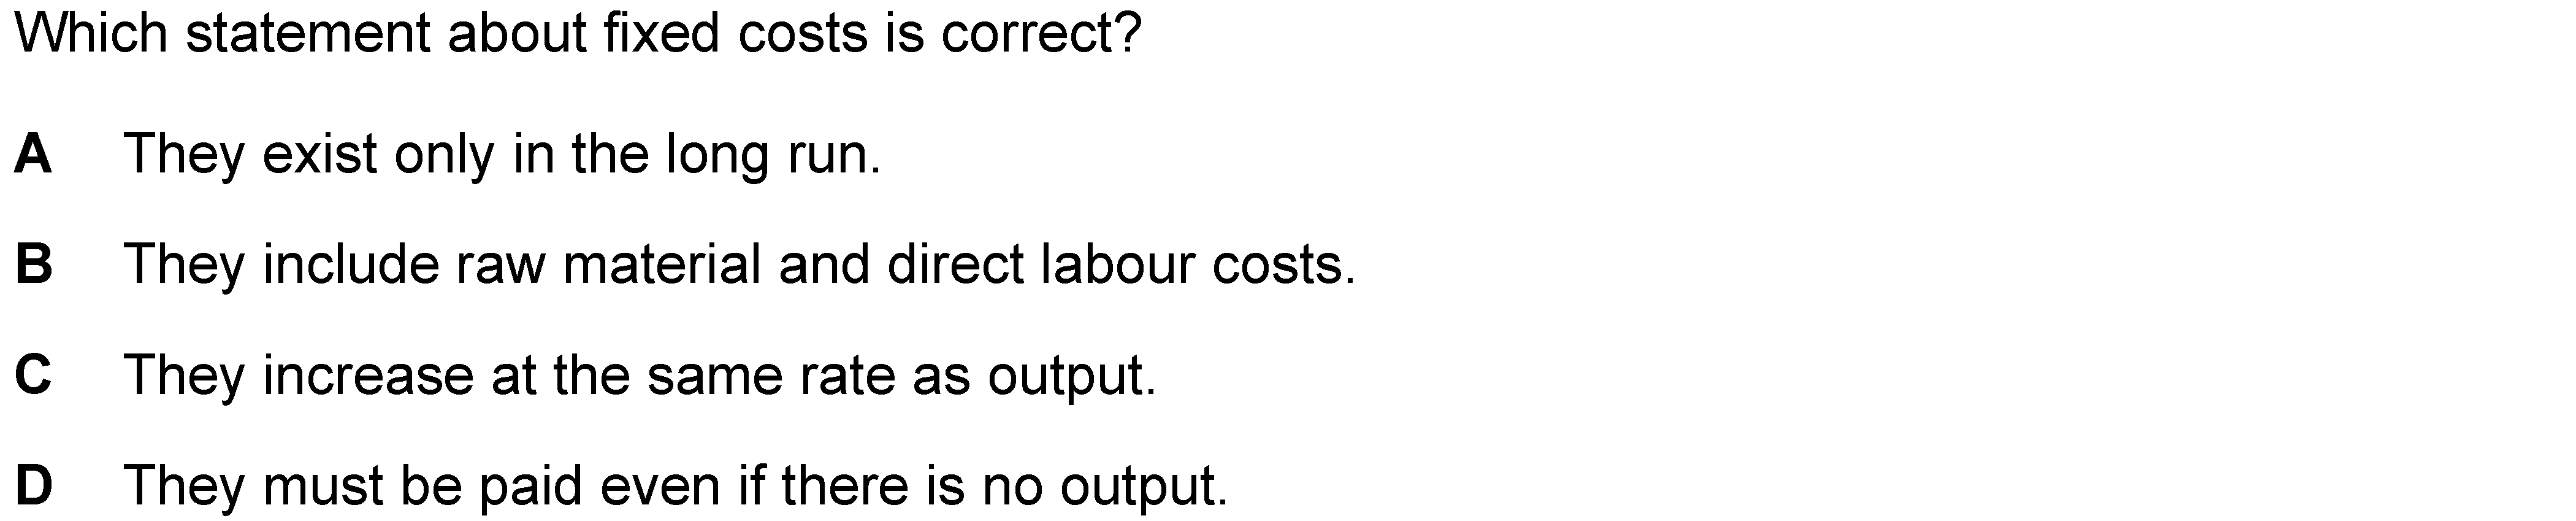 Which statement about fixed costs is correct?
A They exist only in the long run.
B They include raw material and direct labour costs.
C They increase at the same rate as output.
D They must be paid even if there is no output.